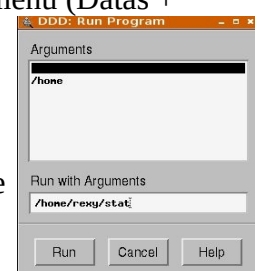 menu (Datas
DDD: Run Program
Arguments
/home
e
Run with Arguments
/home/rexy/stat
Run Cancel Help